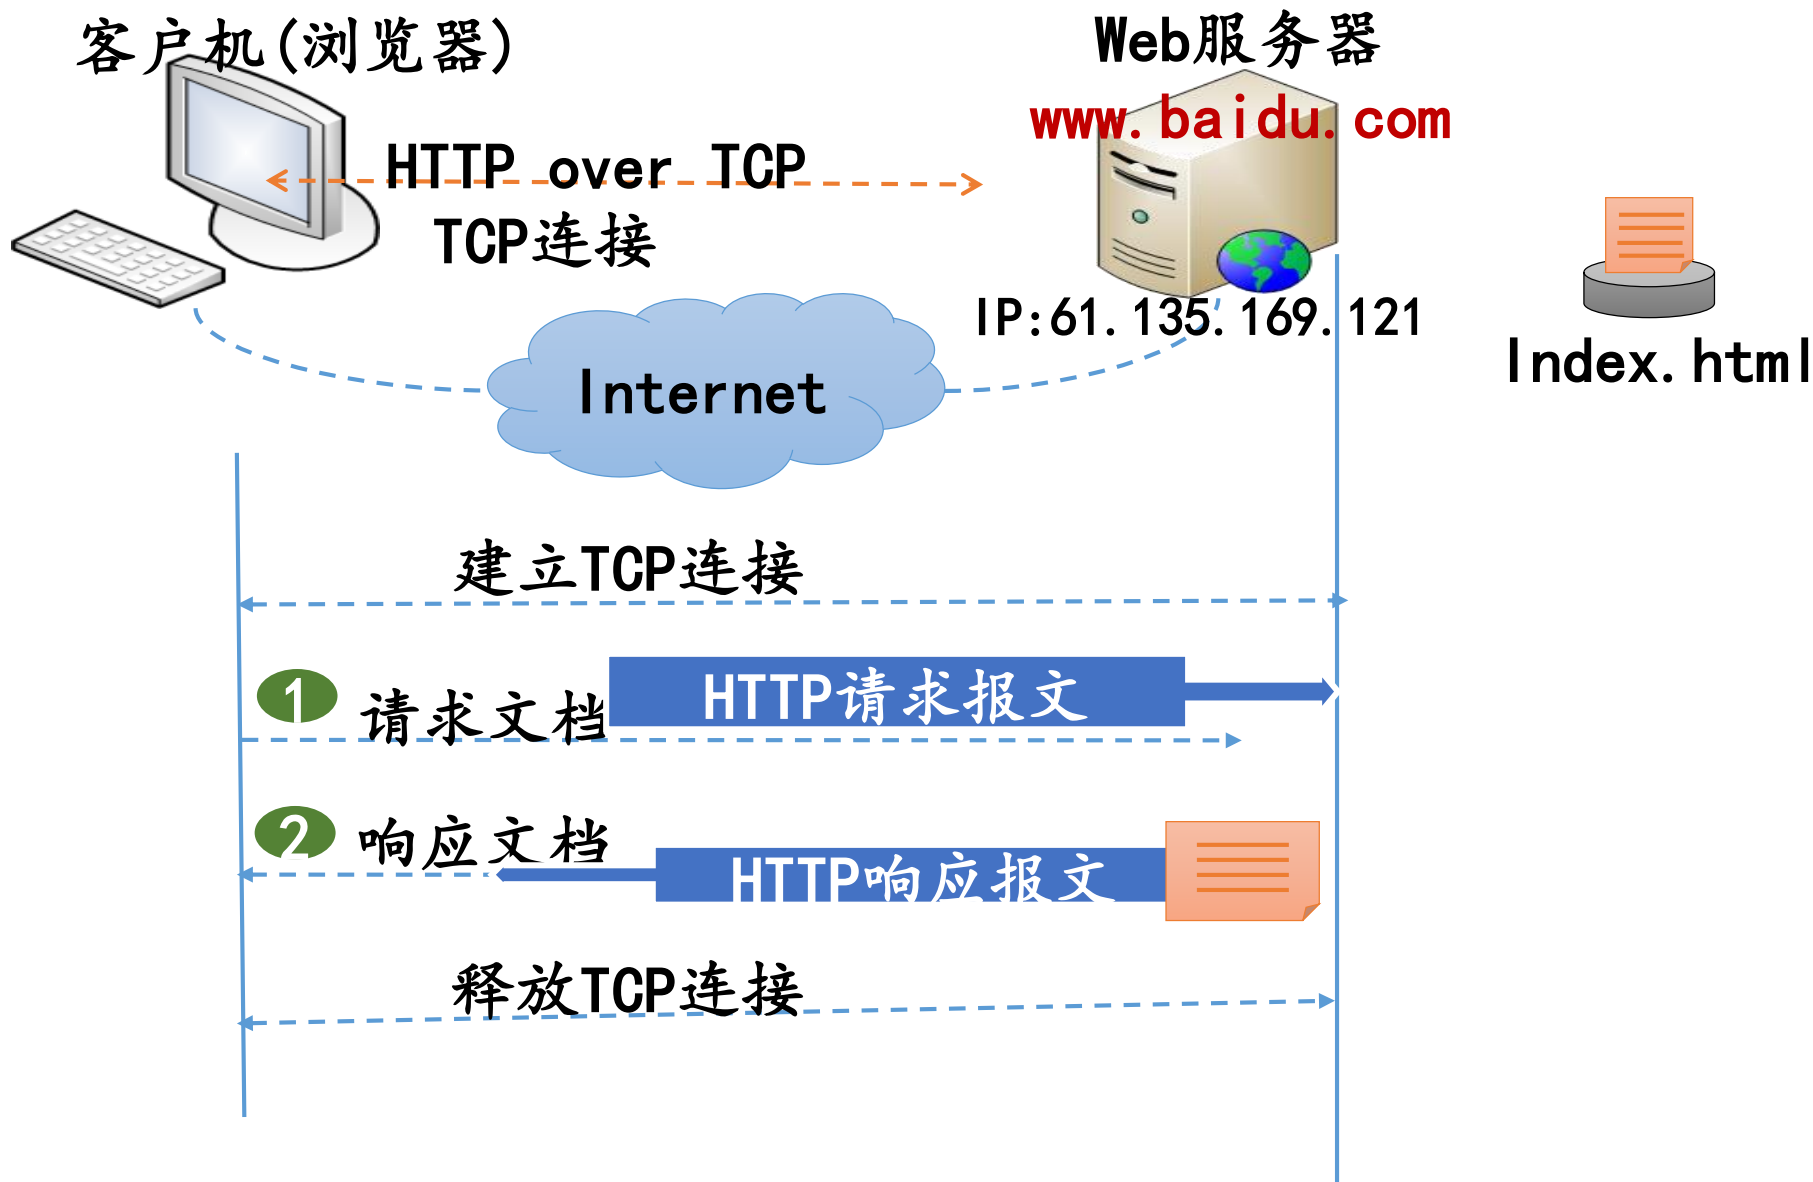 客户机(浏览器)
Web服务器
www.baidu.com
HTTP over TCP
TCP连接
IP:61.135.169.121
Index.html
Internet
建立TCP连接
1 请求文档 HTTP请求报文
2 响应文档 HTTP响应报文
释放TCP连接